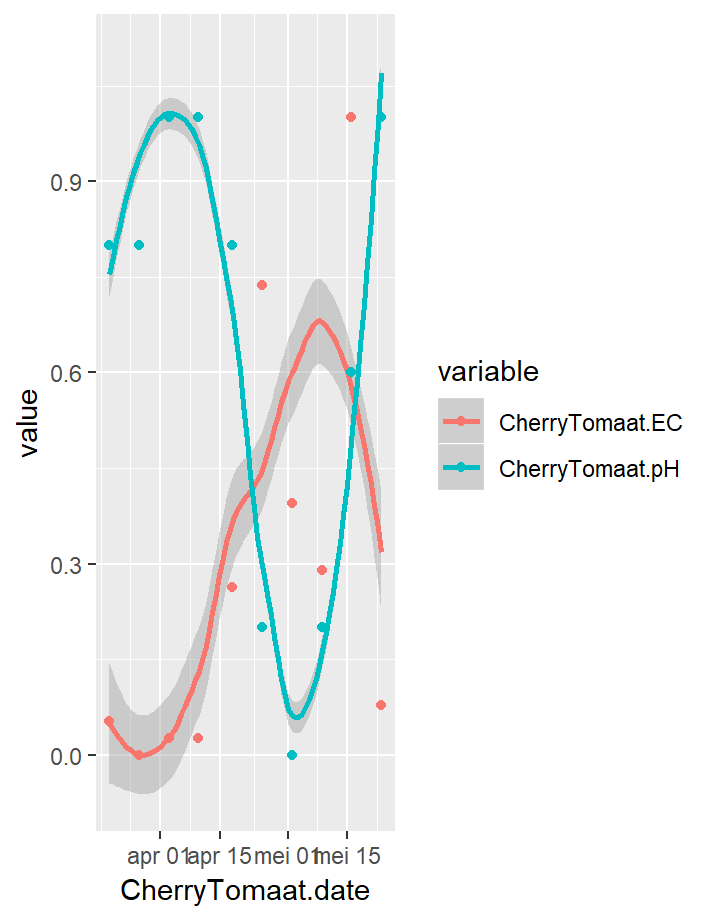 0.9
0.6
0.3
0.0
value
apr 01
apr 15
mei 01
mei 15
CherryTomaat.date
variable
CherryTomaat.EC
CherryTomaat.pH